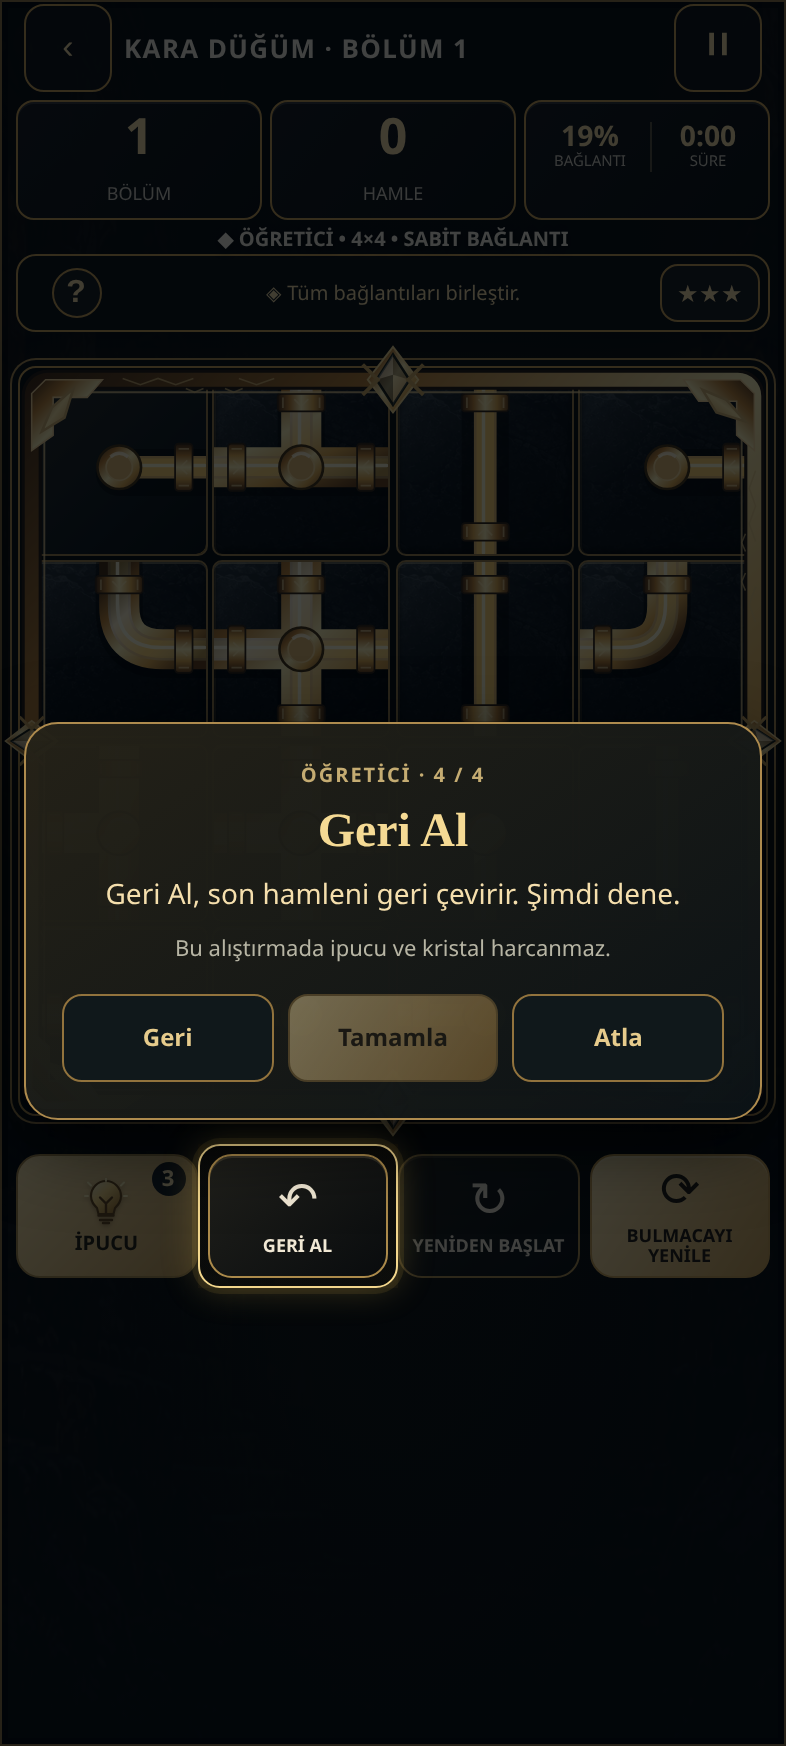 ‹ KARA DÜĞÜM · BÖLÜM 1
1
BÖLÜM
0
HAMLE
19%
BAĞLANTI
0:00
SÜRE
◆ ÖĞRETİCİ • 4×4 • SABİT BAĞLANTI
?
◈ Tüm bağlantıları birleştir.
★★★
ÖĞRETİCİ · 4 / 4
Geri Al
Geri Al, son hamleni geri çevirir. Şimdi dene.
Bu alıştırmada ipucu ve kristal harcanmaz.
Geri
Tamamla
Atla
3
İPUCU
↶
GERİ AL
↻
YENİDEN BAŞLAT
⟳
BULMACAYI
YENİLE